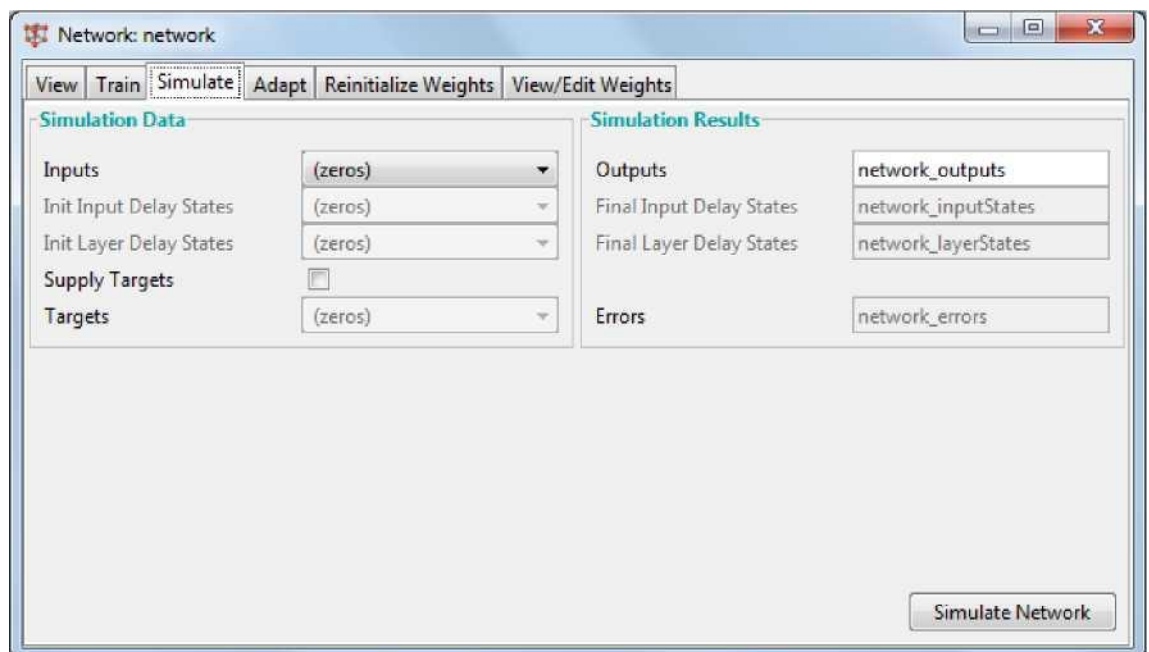 Network: network
View Train Simulate Adapt Reinitialize Weights View/Edit Weights
Simulation Data
Inputs (zeros)
Init Input Delay States (zeros)
Init Layer Delay States (zeros)
Supply Targets
Targets (zeros)
Simulation Results
Outputs network_outputs
Final Input Delay States network_inputStates
Final Layer Delay States network_layerStates
Errors network_errors
Simulate Network